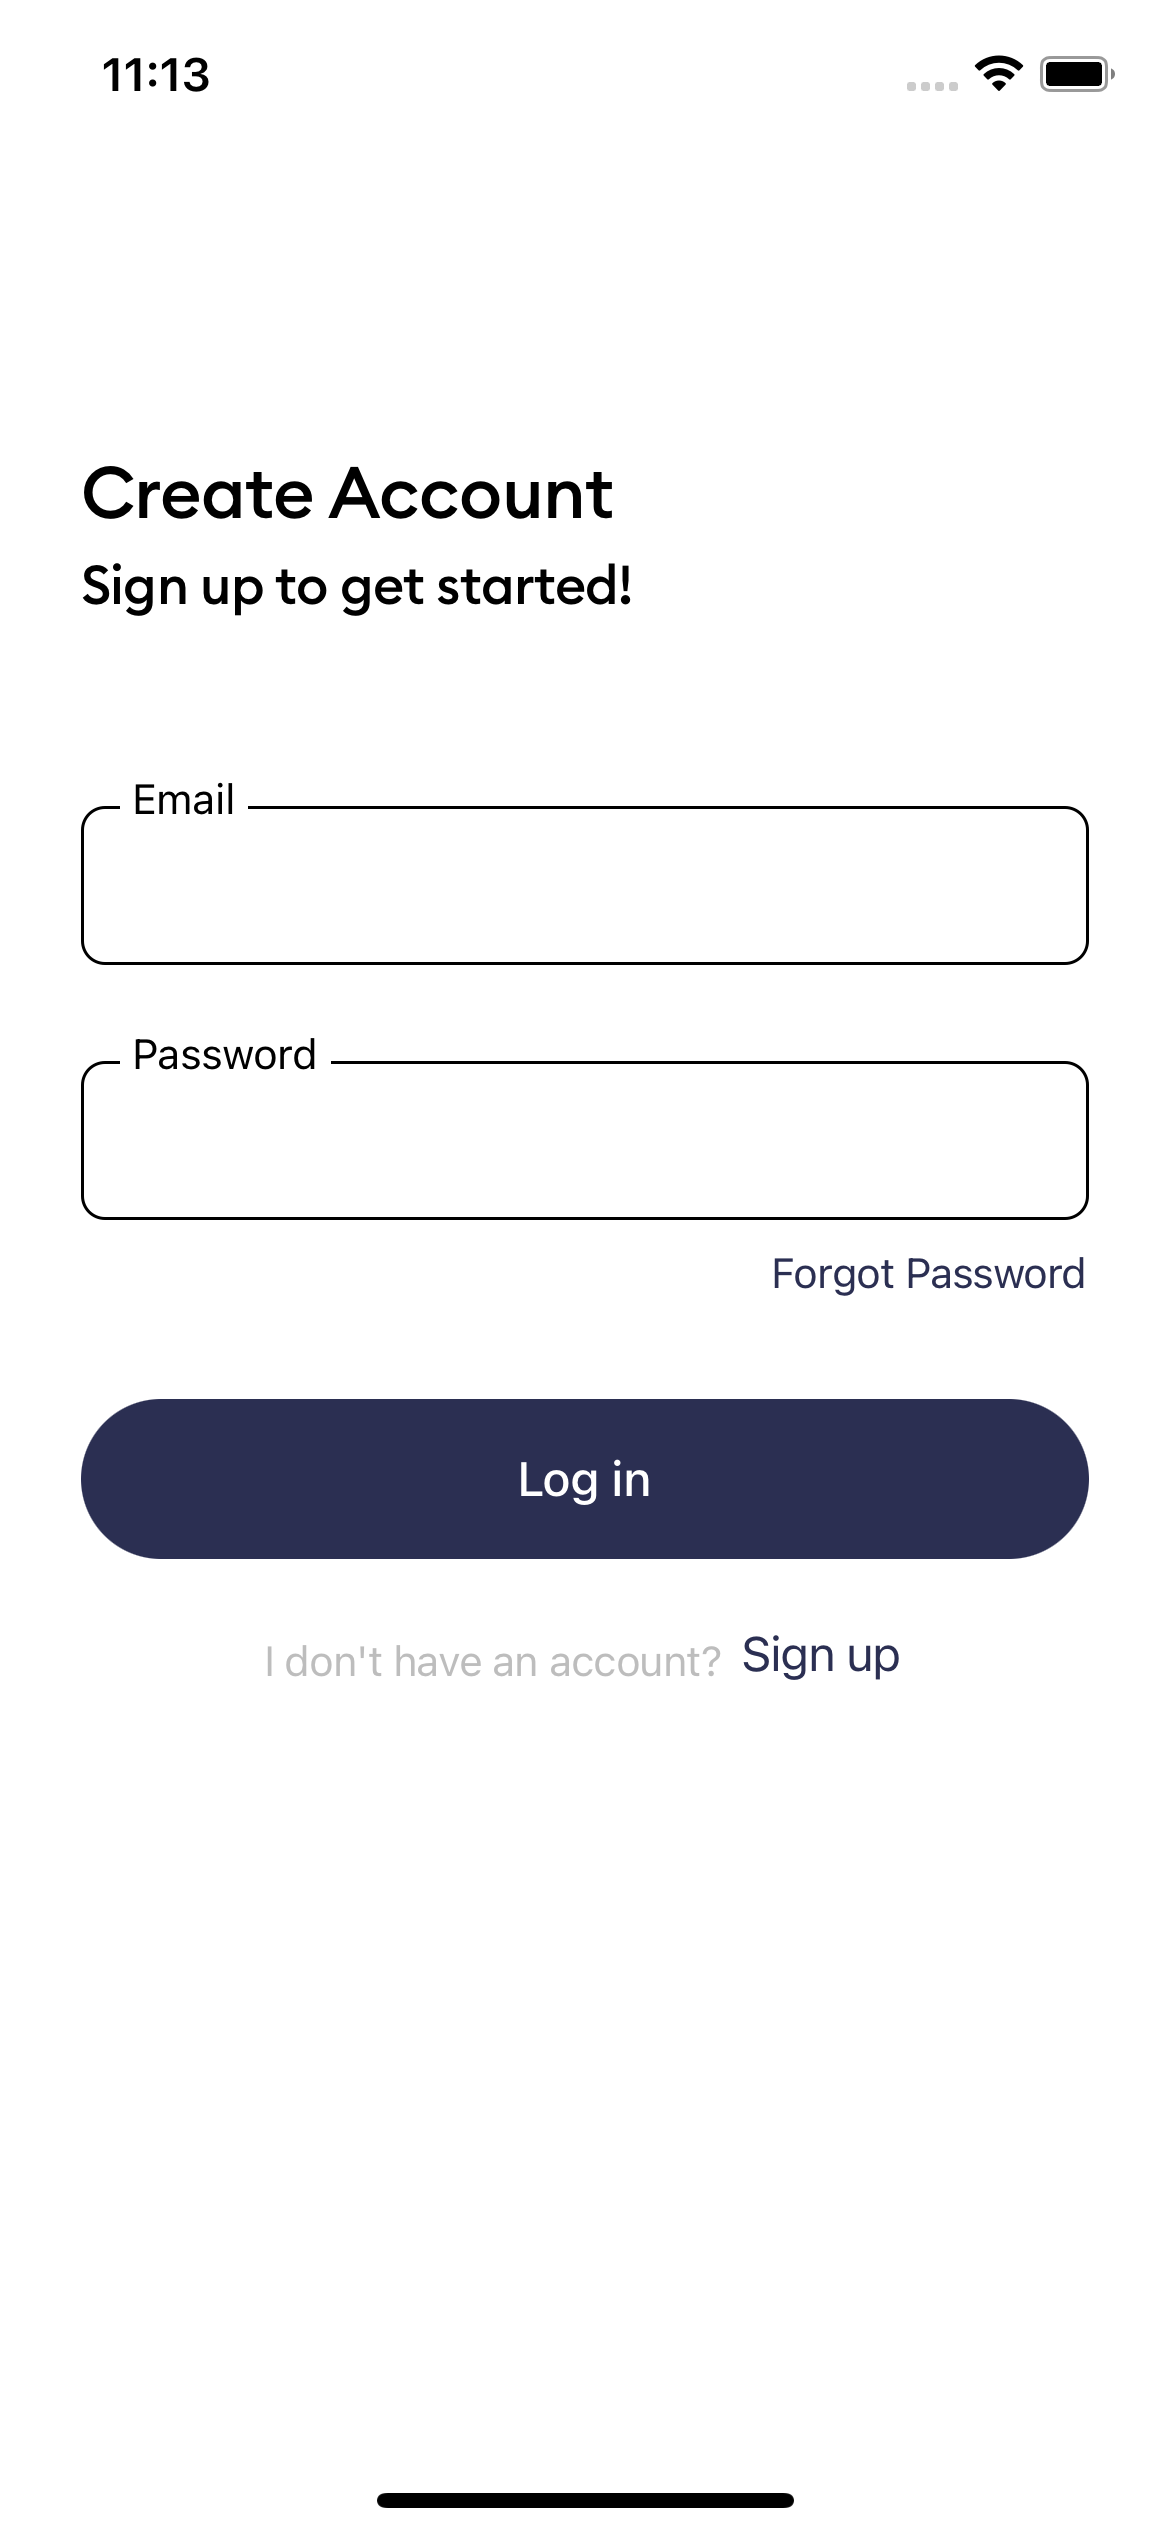 11:13
Create Account
Sign up to get started!
Email
Password
Forgot Password
Log in
I don't have an account? Sign up